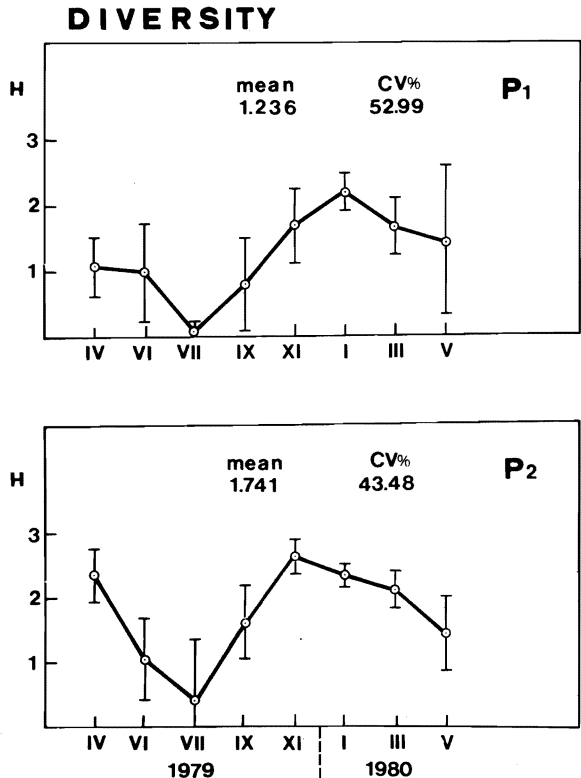 DIVERSITY
H
mean CV% P1
1.236 52.99
3
2
1
IV VI VII IX XI I III V
H
mean CV% P2
1.741 43.48
3
2
1
IV VI VII IX XI I III V
1979 1980